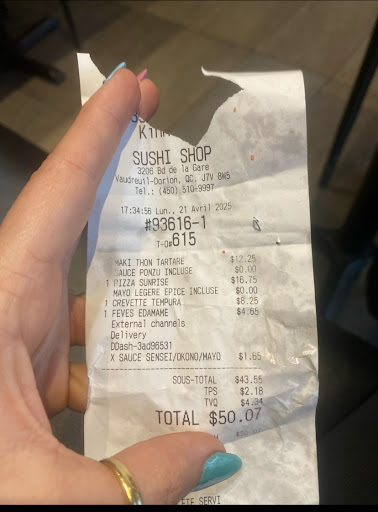 SUSHI SHOP
3206 Bd de la Gare
Vaudreuil-Dorion, QC, J7V 8W5
Tel.: (450) 510-9997
17:34:56 Lun., 21 Avril 2025
#93616-1
T-O#615
MAKI THON TARTARE $12.25
SAUCE PONZU INCLUSE $0.00
1 PIZZA SUNRISE $16.75
MAYO LEGERE EPICE INCLUSE $0.00
1 CREVETTE TEMPURA $8.25
1 FEVES EDAMAME $4.65
External channels
Delivery
DDash-3ad96531
X SAUCE SENSEI/OKONO/MAYO $1.65
SOUS-TOTAL $43.55
TPS $2.18
TVQ $4.34
TOTAL $50.07
SERVI